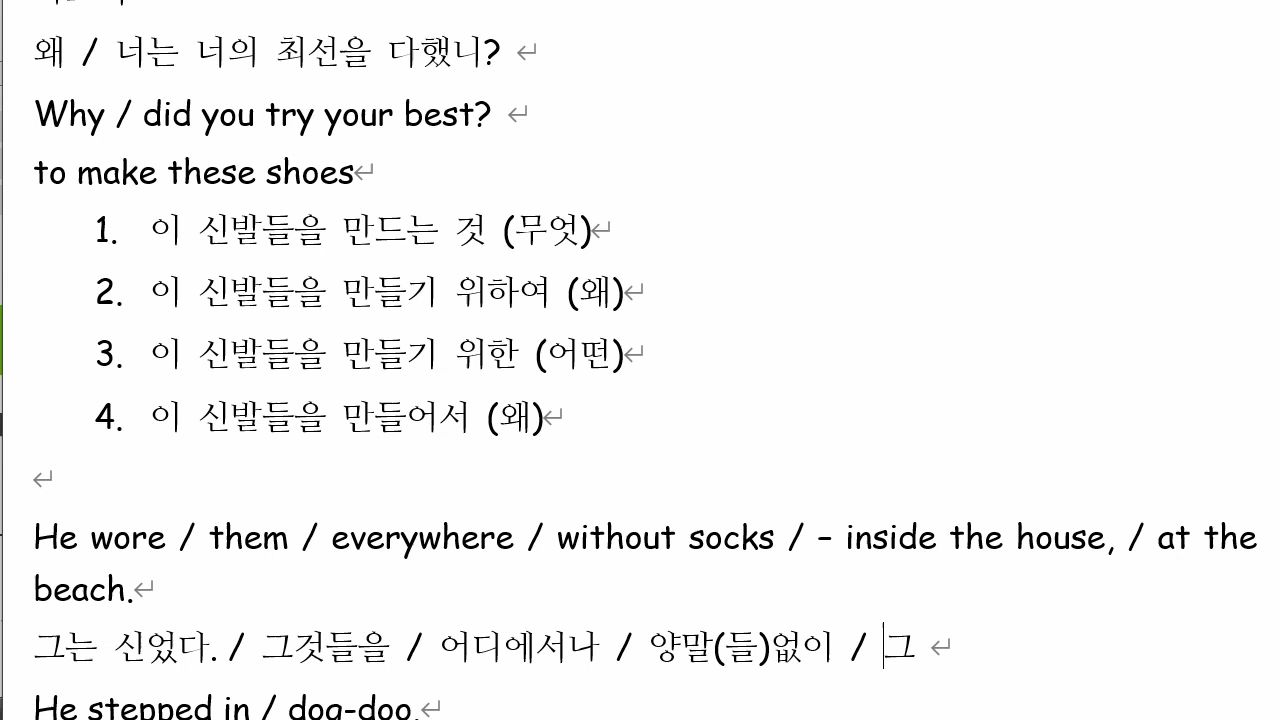 왜 / 너는 너의 최선을 다했니?
Why / did you try your best?
to make these shoes
1. 이 신발들을 만드는 것 (무엇)
2. 이 신발들을 만들기 위하여 (왜)
3. 이 신발들을 만들기 위한 (어떤)
4. 이 신발들을 만들어서 (왜)
He wore / them / everywhere / without socks / – inside the house, / at the
beach.
그는 신었다. / 그것들을 / 어디에서나 / 양말(들)없이 / 그
He stepped in / dog-doo.